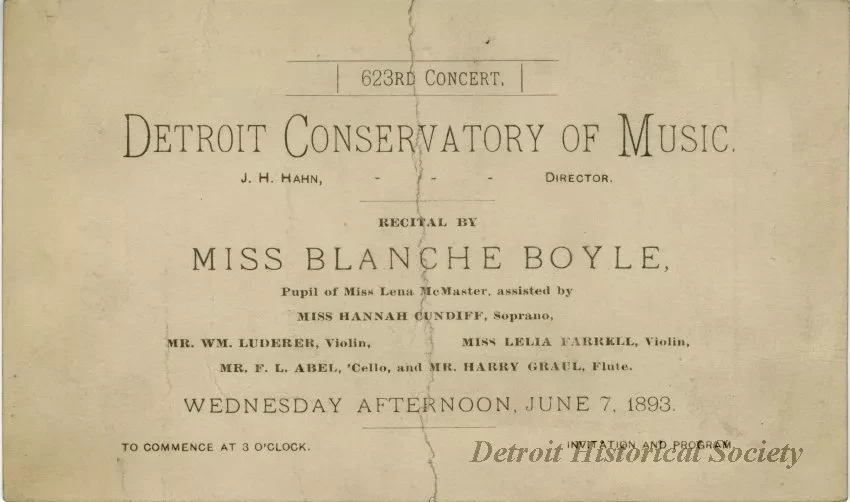 623RD CONCERT.
DETROIT CONSERVATORY OF MUSIC.
J. H. HAHN, - - - DIRECTOR.
RECITAL BY
MISS BLANCHE BOYLE,
Pupil of Miss Lena McMaster, assisted by
MISS HANNAH CUNDIFF, Soprano,
MR. WM. LUDERER, Violin, MISS LELIA FARRELL, Violin,
MR. F. L. ABEL, 'Cello, and MR. HARRY GRAUL, Flute.
WEDNESDAY AFTERNOON, JUNE 7, 1893.
TO COMMENCE AT 3 O'CLOCK. INVITATION AND PROGRAM.
Detroit Historical Society